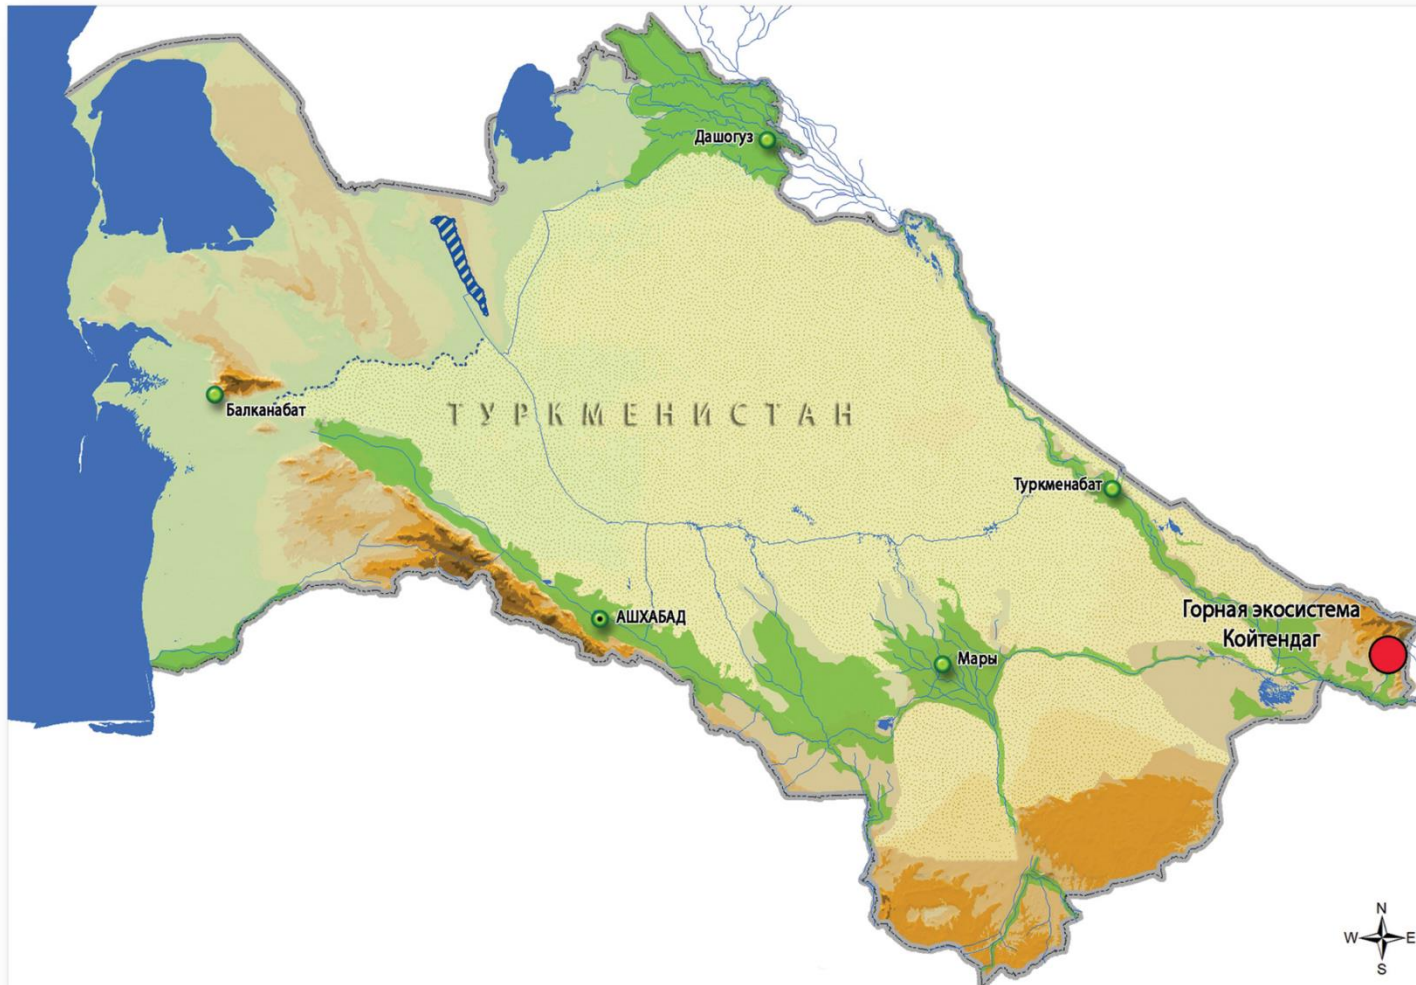 Дашогуз
Балканабат
ТУРКМЕНИСТАН
Туркменабат
Горная экосистема
Койтендаг
АШХАБАД
Мары
N
W E
S